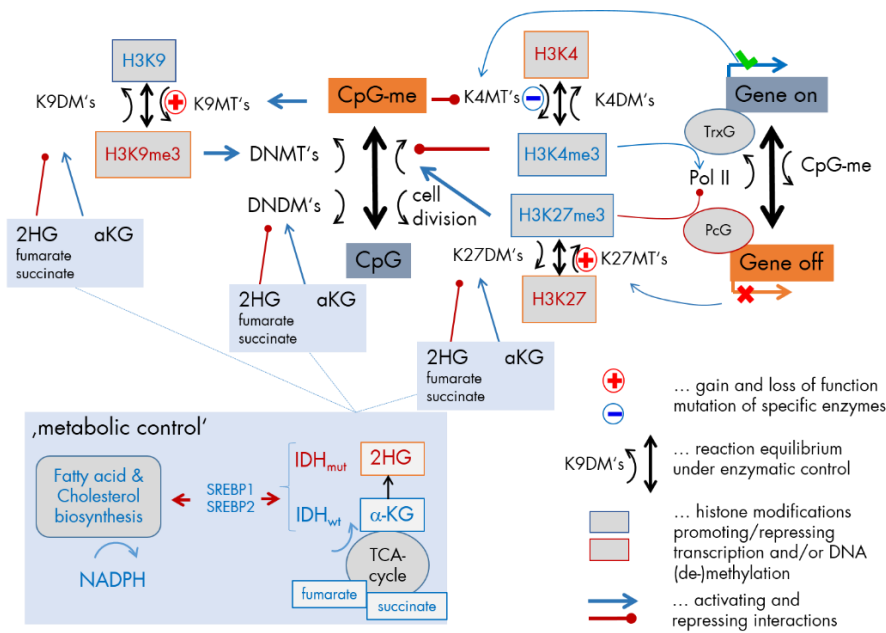 H3K9
K9DM's
K9MT's
H3K9me3
CpG-me
DNMT's
DNDM's
cell
division
CpG
H3K4
K4MT's
K4DM's
H3K4me3
H3K27me3
K27DM's
K27MT's
H3K27
Gene on
TrxG
Pol II
CpG-me
PcG
Gene off
2HG aKG
fumarate
succinate
2HG aKG
fumarate
succinate
2HG aKG
fumarate
succinate
‚metabolic control'
Fatty acid &
Cholesterol
biosynthesis
NADPH
SREBP1
SREBP2
IDHmut
2HG
IDHwt
α-KG
TCA-
cycle
fumarate
succinate
... gain and loss of function
mutation of specific enzymes
K9DM's
... reaction equilibrium
under enzymatic control
... histone modifications
promoting/repressing
transcription and/or DNA
(de-)methylation
... activating and
repressing interactions